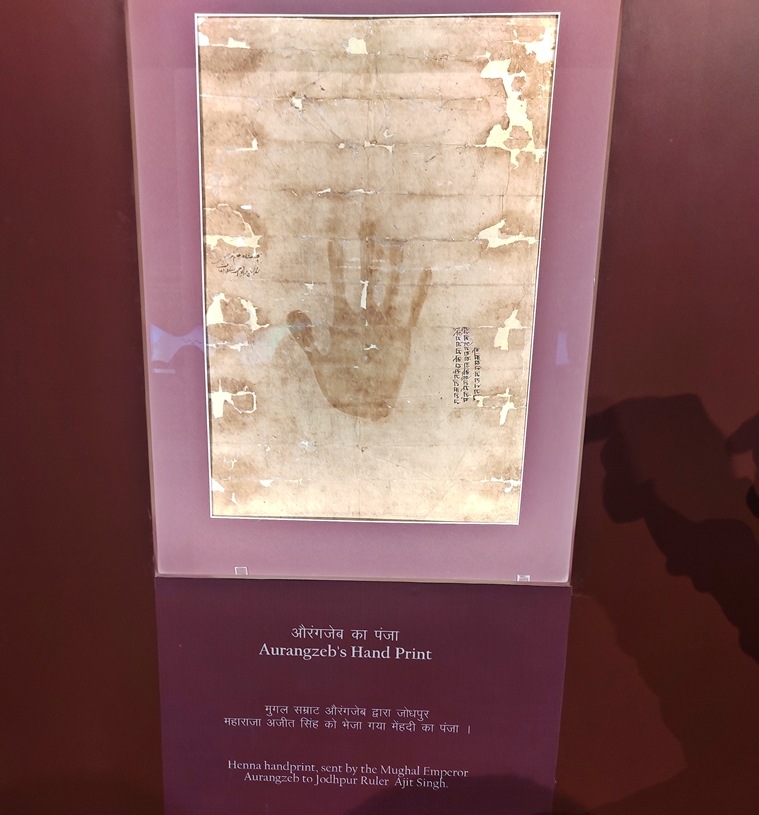 औरंगजेब का पंजा
Aurangzeb's Hand Print
मुगल सम्राट औरंगजेब द्वारा जोधपुर
महाराजा अजीत सिंह को भेजा गया मेंहदी का पंजा ।
Henna handprint, sent by the Mughal Emperor
Aurangzeb to Jodhpur Ruler Ajit Singh.